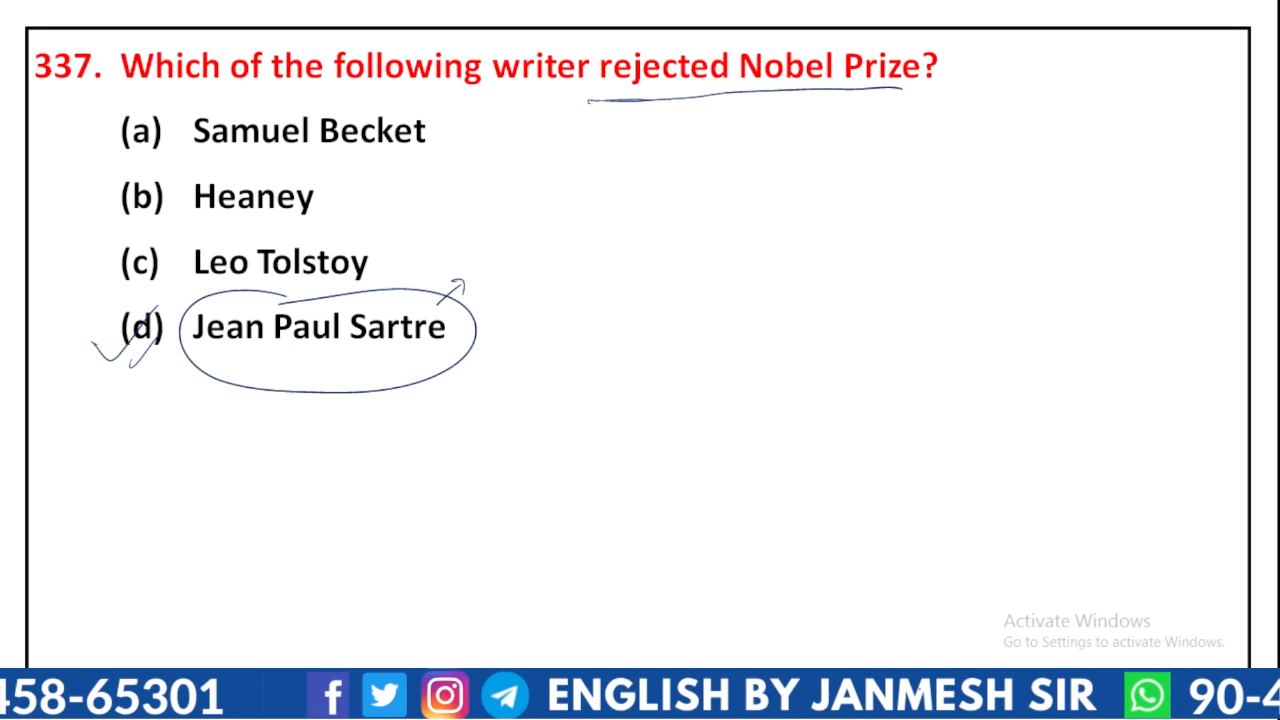 337. Which of the following writer rejected Nobel Prize?
(a) Samuel Becket
(b) Heaney
(c) Leo Tolstoy
(d) Jean Paul Sartre
Activate Windows
Go to Settings to activate Windows.
458-65301 ENGLISH BY JANMESH SIR 90-4